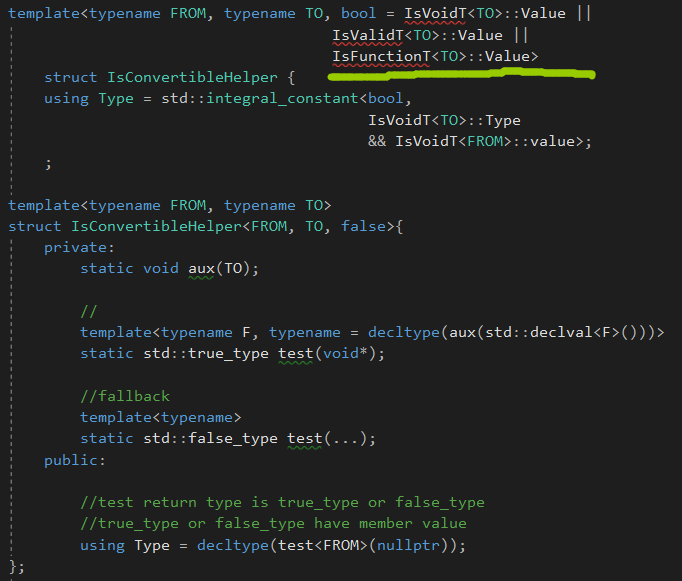 template<typename FROM, typename TO, bool = IsVoidT<TO>::Value ||
IsValidT<TO>::Value ||
IsFunctionT<TO>::Value>
struct IsConvertibleHelper {
using Type = std::integral_constant<bool,
IsVoidT<TO>::Type
&& IsVoidT<FROM>::value>;
;
template<typename FROM, typename TO>
struct IsConvertibleHelper<FROM, TO, false>{
private:
static void aux(TO);
//
template<typename F, typename = decltype(aux(std::declval<F>()))>
static std::true_type test(void*);
//fallback
template<typename>
static std::false_type test(...);
public:
//test return type is true_type or false_type
//true_type or false_type have member value
using Type = decltype(test<FROM>(nullptr));
};